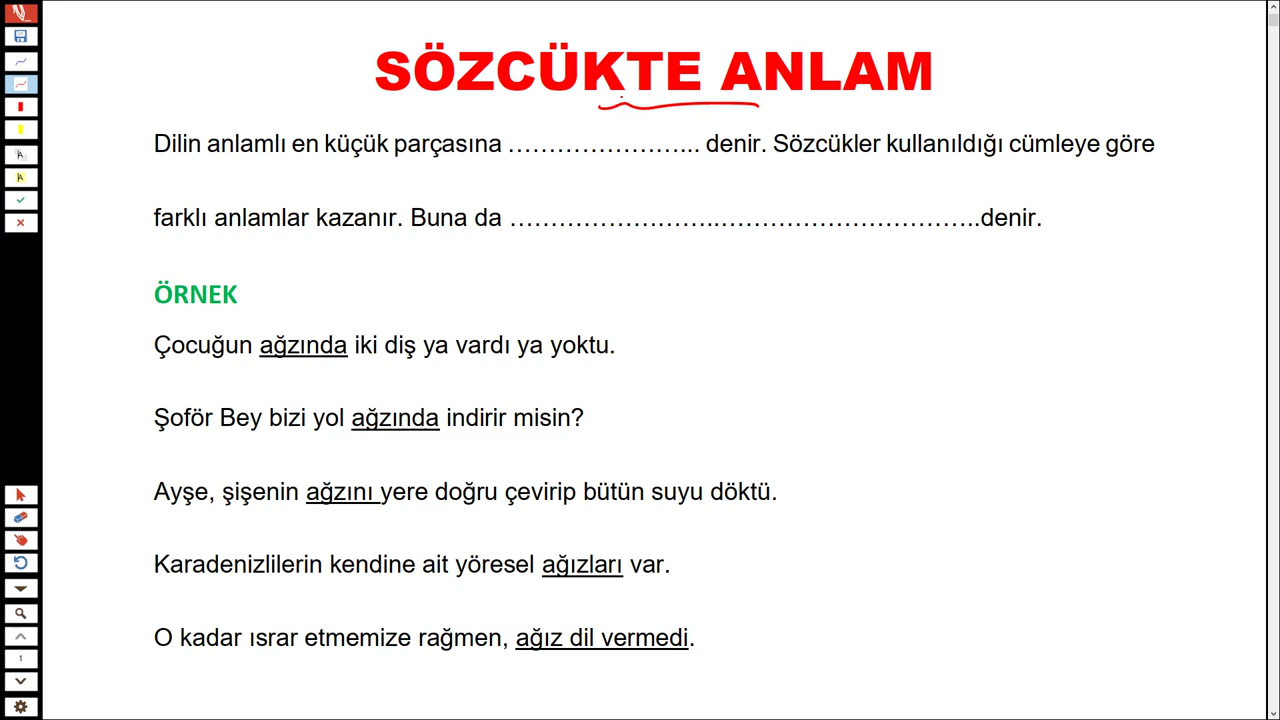 SÖZCÜKTE ANLAM
Dilin anlamlı en küçük parçasına …………………... denir. Sözcükler kullanıldığı cümleye göre
farklı anlamlar kazanır. Buna da ……………………..…………………………..denir.
ÖRNEK
Çocuğun ağzında iki diş ya vardı ya yoktu.
Şoför Bey bizi yol ağzında indirir misin?
Ayşe, şişenin ağzını yere doğru çevirip bütün suyu döktü.
Karadenizlilerin kendine ait yöresel ağızları var.
O kadar ısrar etmemize rağmen, ağız dil vermedi.
A
A
1